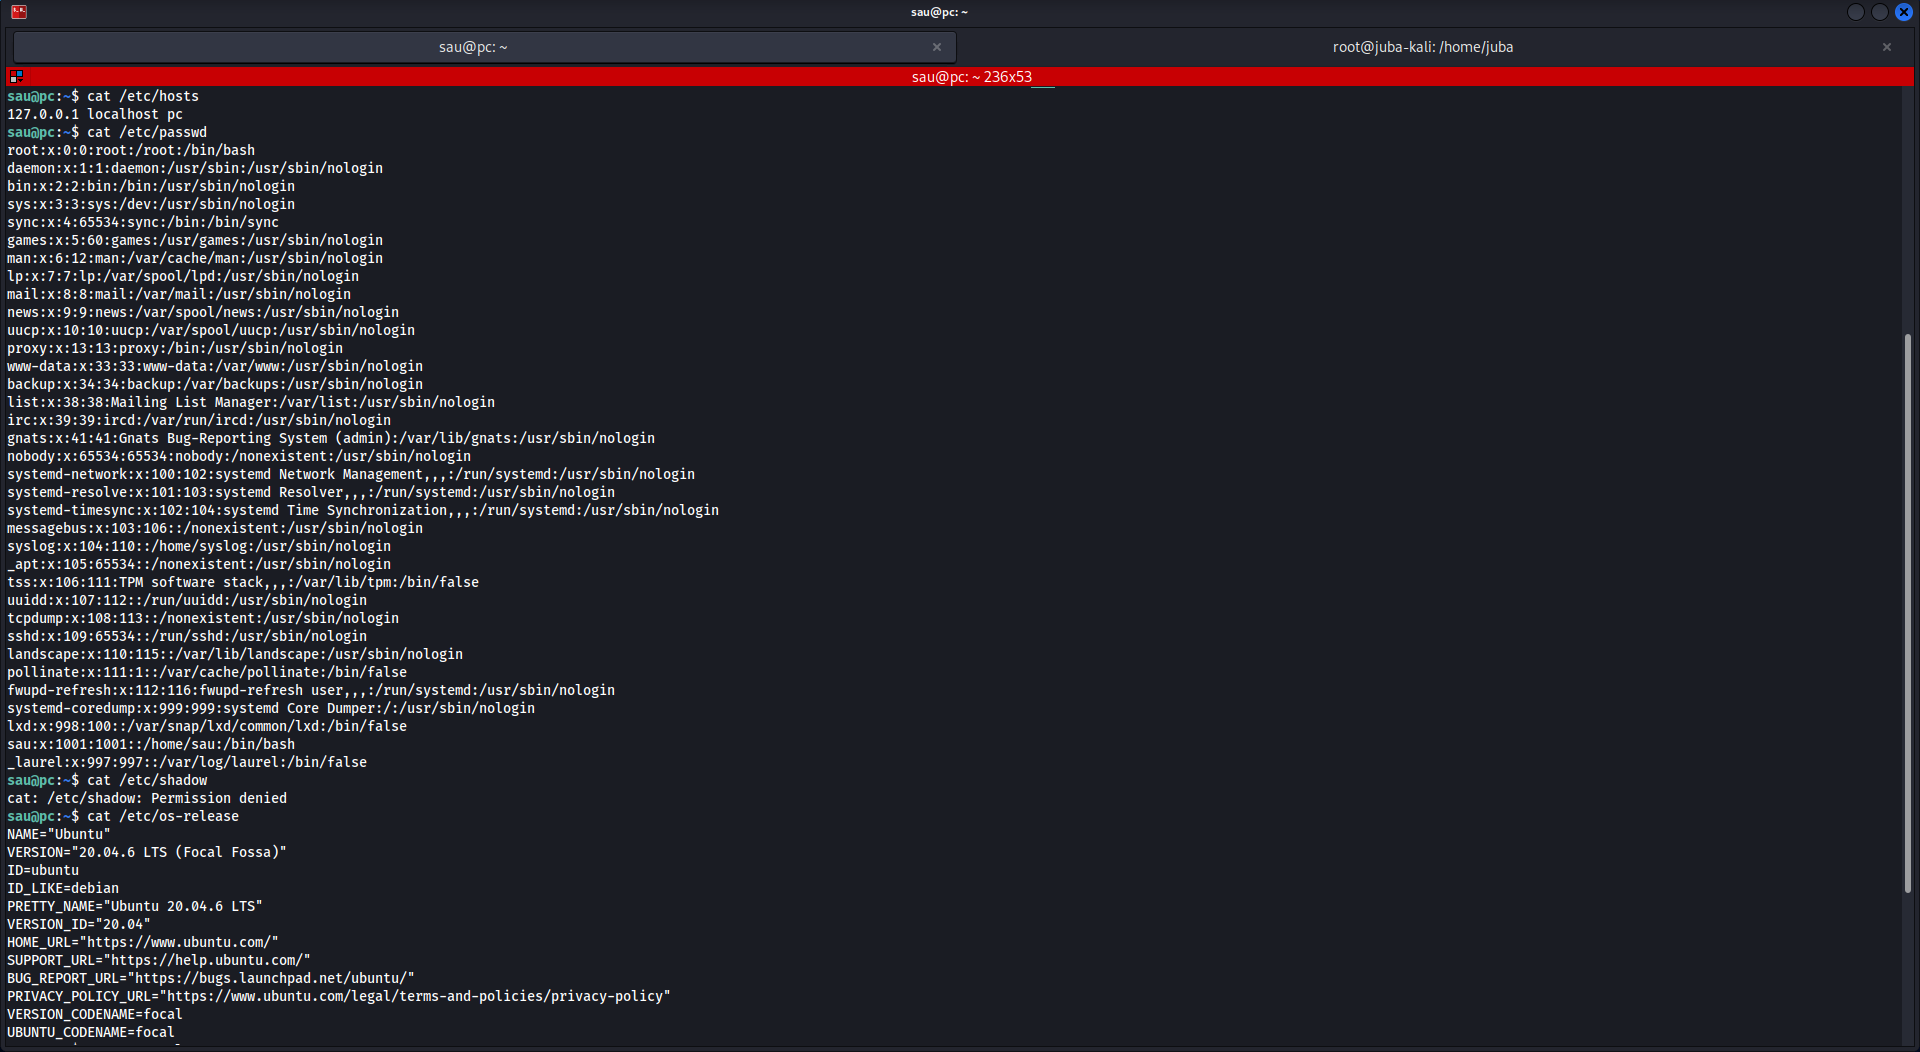 sau@pc: ~
sau@pc: ~
root@juba-kali: /home/juba
sau@pc: ~ 236x53
sau@pc:~$ cat /etc/hosts
127.0.0.1 localhost pc
sau@pc:~$ cat /etc/passwd
root:x:0:0:root:/root:/bin/bash
daemon:x:1:1:daemon:/usr/sbin:/usr/sbin/nologin
bin:x:2:2:bin:/bin:/usr/sbin/nologin
sys:x:3:3:sys:/dev:/usr/sbin/nologin
sync:x:4:65534:sync:/bin:/bin/sync
games:x:5:60:games:/usr/games:/usr/sbin/nologin
man:x:6:12:man:/var/cache/man:/usr/sbin/nologin
lp:x:7:7:lp:/var/spool/lpd:/usr/sbin/nologin
mail:x:8:8:mail:/var/mail:/usr/sbin/nologin
news:x:9:9:news:/var/spool/news:/usr/sbin/nologin
uucp:x:10:10:uucp:/var/spool/uucp:/usr/sbin/nologin
proxy:x:13:13:proxy:/bin:/usr/sbin/nologin
www-data:x:33:33:www-data:/var/www:/usr/sbin/nologin
backup:x:34:34:backup:/var/backups:/usr/sbin/nologin
list:x:38:38:Mailing List Manager:/var/list:/usr/sbin/nologin
irc:x:39:39:ircd:/var/run/ircd:/usr/sbin/nologin
gnats:x:41:41:Gnats Bug-Reporting System (admin):/var/lib/gnats:/usr/sbin/nologin
nobody:x:65534:65534:nobody:/nonexistent:/usr/sbin/nologin
systemd-network:x:100:102:systemd Network Management,,,:/run/systemd:/usr/sbin/nologin
systemd-resolve:x:101:103:systemd Resolver,,,:/run/systemd:/usr/sbin/nologin
systemd-timesync:x:102:104:systemd Time Synchronization,,,:/run/systemd:/usr/sbin/nologin
messagebus:x:103:106::/nonexistent:/usr/sbin/nologin
syslog:x:104:110::/home/syslog:/usr/sbin/nologin
_apt:x:105:65534::/nonexistent:/usr/sbin/nologin
tss:x:106:111:TPM software stack,,,:/var/lib/tpm:/bin/false
uuidd:x:107:112::/run/uuidd:/usr/sbin/nologin
tcpdump:x:108:113::/nonexistent:/usr/sbin/nologin
sshd:x:109:65534::/run/sshd:/usr/sbin/nologin
landscape:x:110:115::/var/lib/landscape:/usr/sbin/nologin
pollinate:x:111:1::/var/cache/pollinate:/bin/false
fwupd-refresh:x:112:116:fwupd-refresh user,,,:/run/systemd:/usr/sbin/nologin
systemd-coredump:x:999:999:systemd Core Dumper:/:/usr/sbin/nologin
lxd:x:998:100::/var/snap/lxd/common/lxd:/bin/false
sau:x:1001:1001::/home/sau:/bin/bash
_laurel:x:997:997::/var/log/laurel:/bin/false
sau@pc:~$ cat /etc/shadow
cat: /etc/shadow: Permission denied
sau@pc:~$ cat /etc/os-release
NAME="Ubuntu"
VERSION="20.04.6 LTS (Focal Fossa)"
ID=ubuntu
ID_LIKE=debian
PRETTY_NAME="Ubuntu 20.04.6 LTS"
VERSION_ID="20.04"
HOME_URL="https://www.ubuntu.com/"
SUPPORT_URL="https://help.ubuntu.com/"
BUG_REPORT_URL="https://bugs.launchpad.net/ubuntu/"
PRIVACY_POLICY_URL="https://www.ubuntu.com/legal/terms-and-policies/privacy-policy"
VERSION_CODENAME=focal
UBUNTU_CODENAME=focal